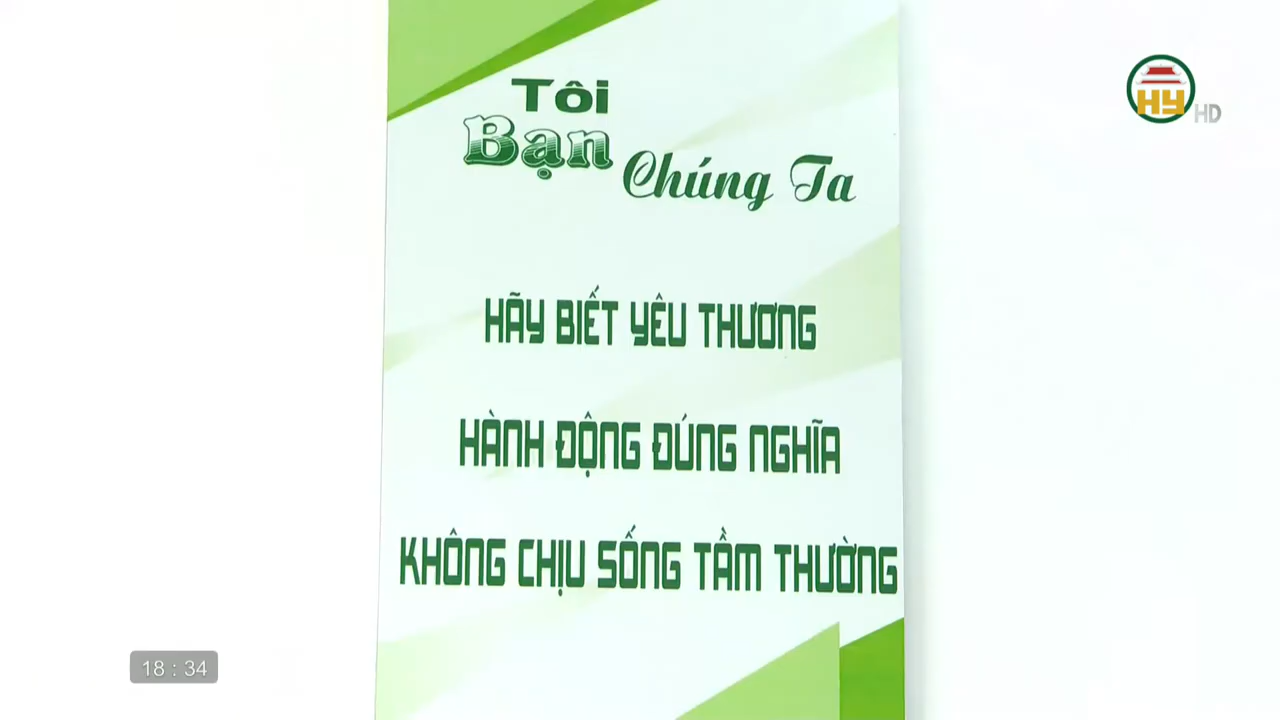 Tôi
Bạn
Chúng Ta
HÃY BIẾT YÊU THƯƠNG
HÀNH ĐỘNG ĐÚNG NGHĨA
KHÔNG CHỊU SỐNG TẦM THƯỜNG
HY HD
18 : 34